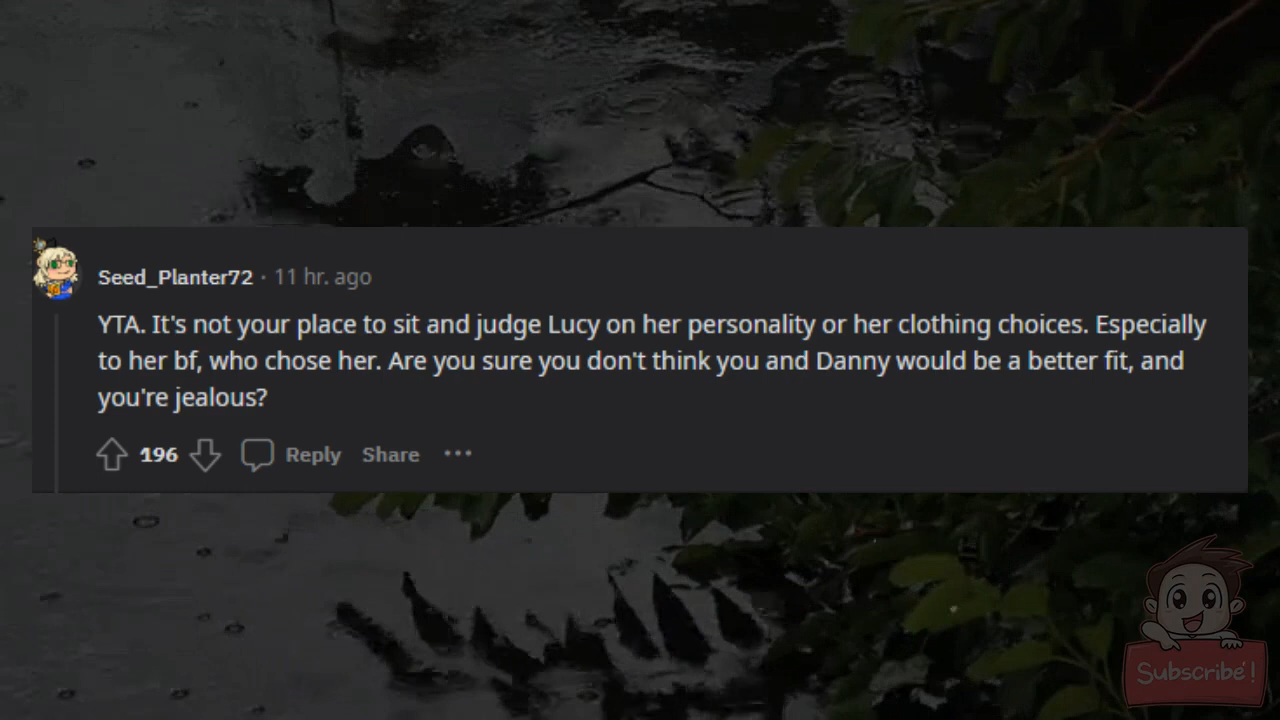 Seed_Planter72 · 11 hr. ago
YTA. It's not your place to sit and judge Lucy on her personality or her clothing choices. Especially
to her bf, who chose her. Are you sure you don't think you and Danny would be a better fit, and
you're jealous?
196 Reply Share ···
Subscribe!